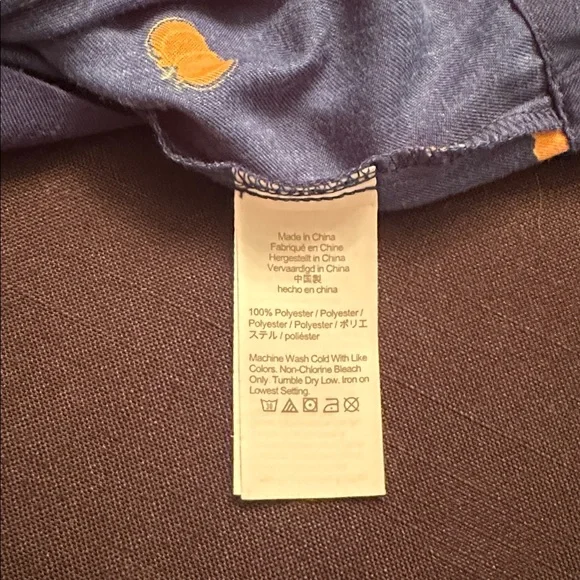 Made in China
Fabriqué en Chine
Hergestellt in China
Vervaardigd in China
中国製
hecho en china
100% Polyester / Polyester /
Polyester / Polyester / ポリエ
ステル / poliéster
Machine Wash Cold With Like
Colors. Non-Chlorine Bleach
Only. Tumble Dry Low. Iron on
Lowest Setting.